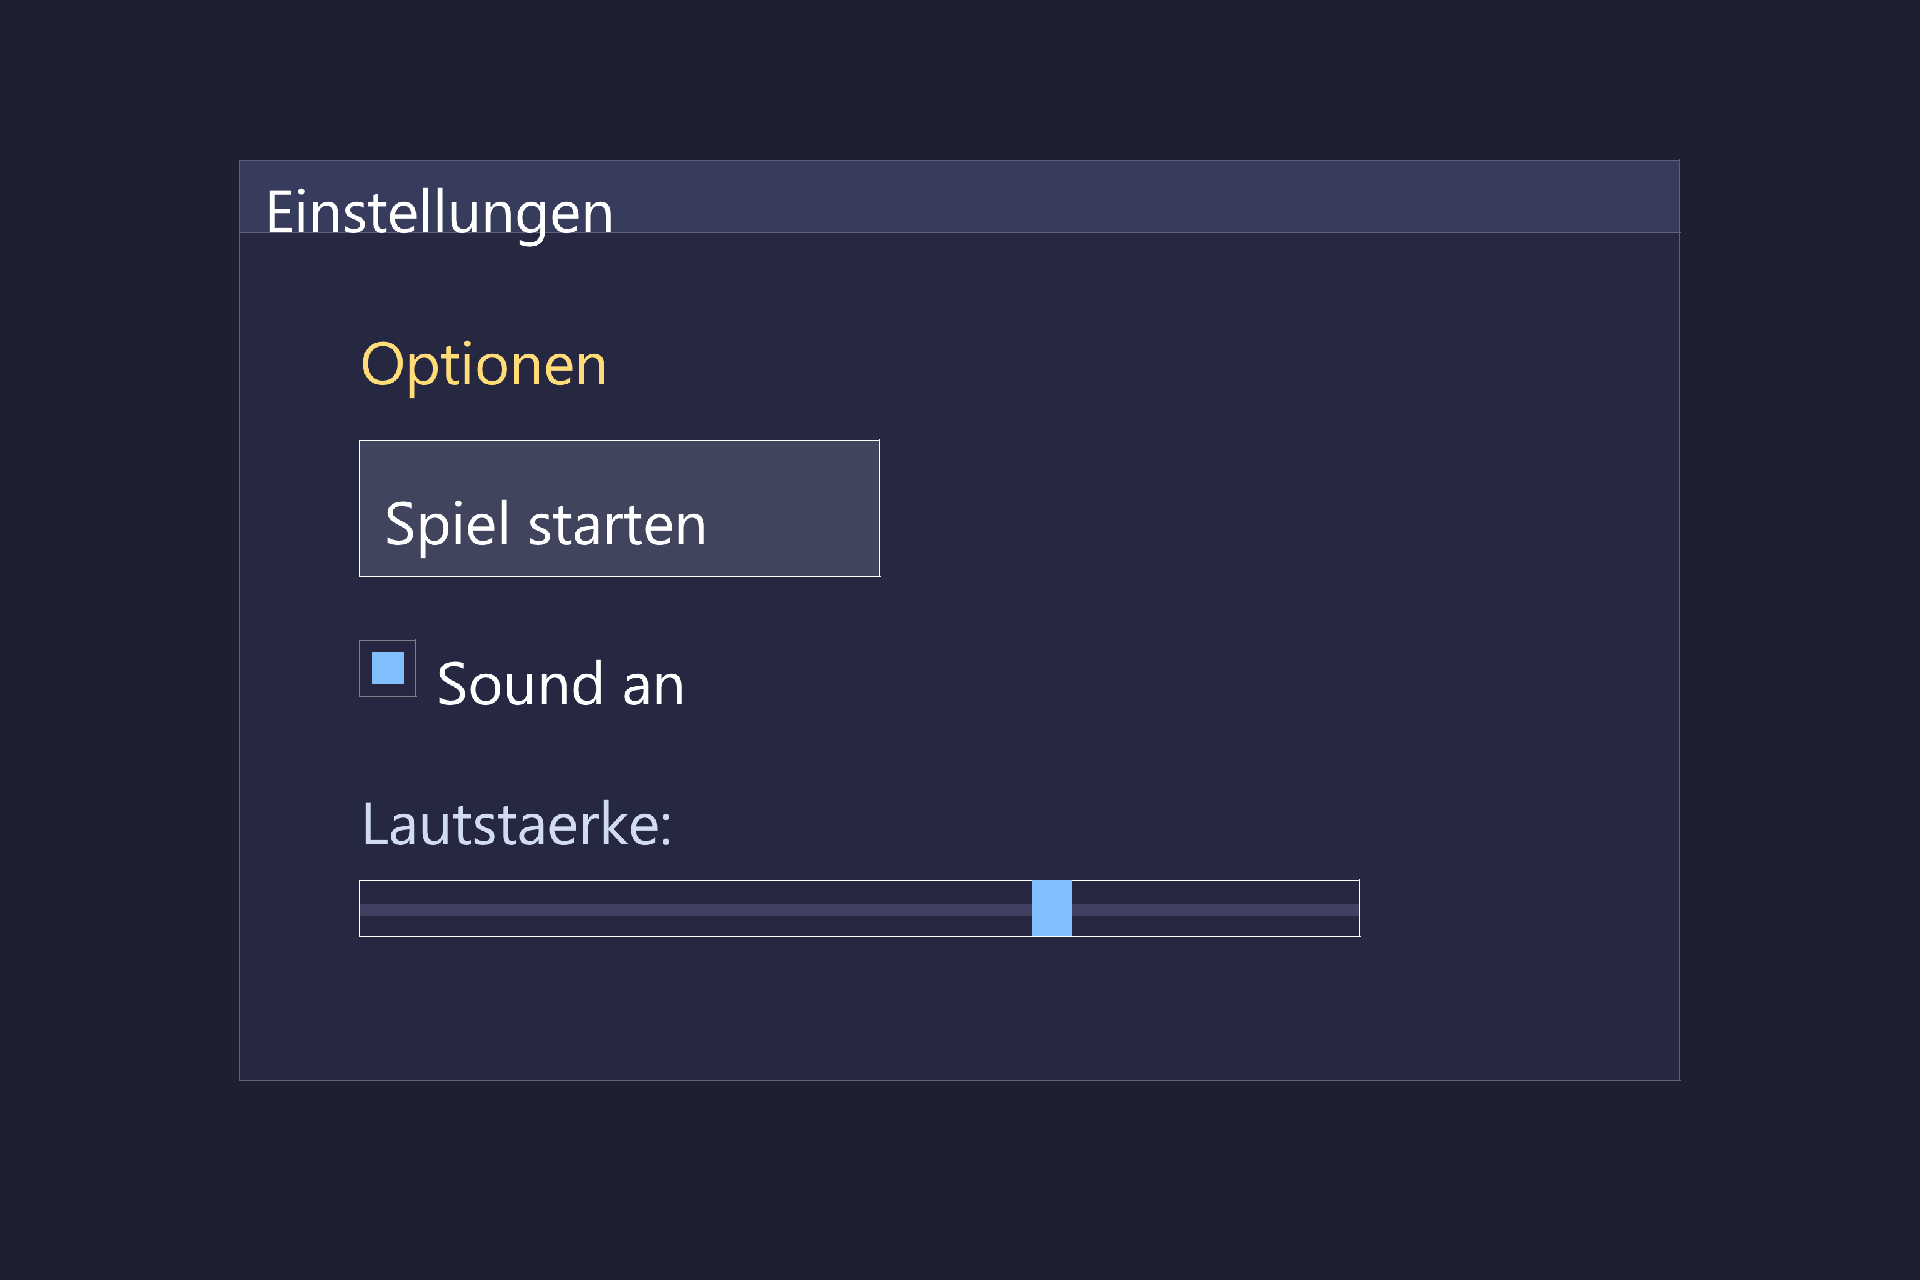 Einstellungen
Optionen
Spiel starten
Sound an
Lautstaerke: